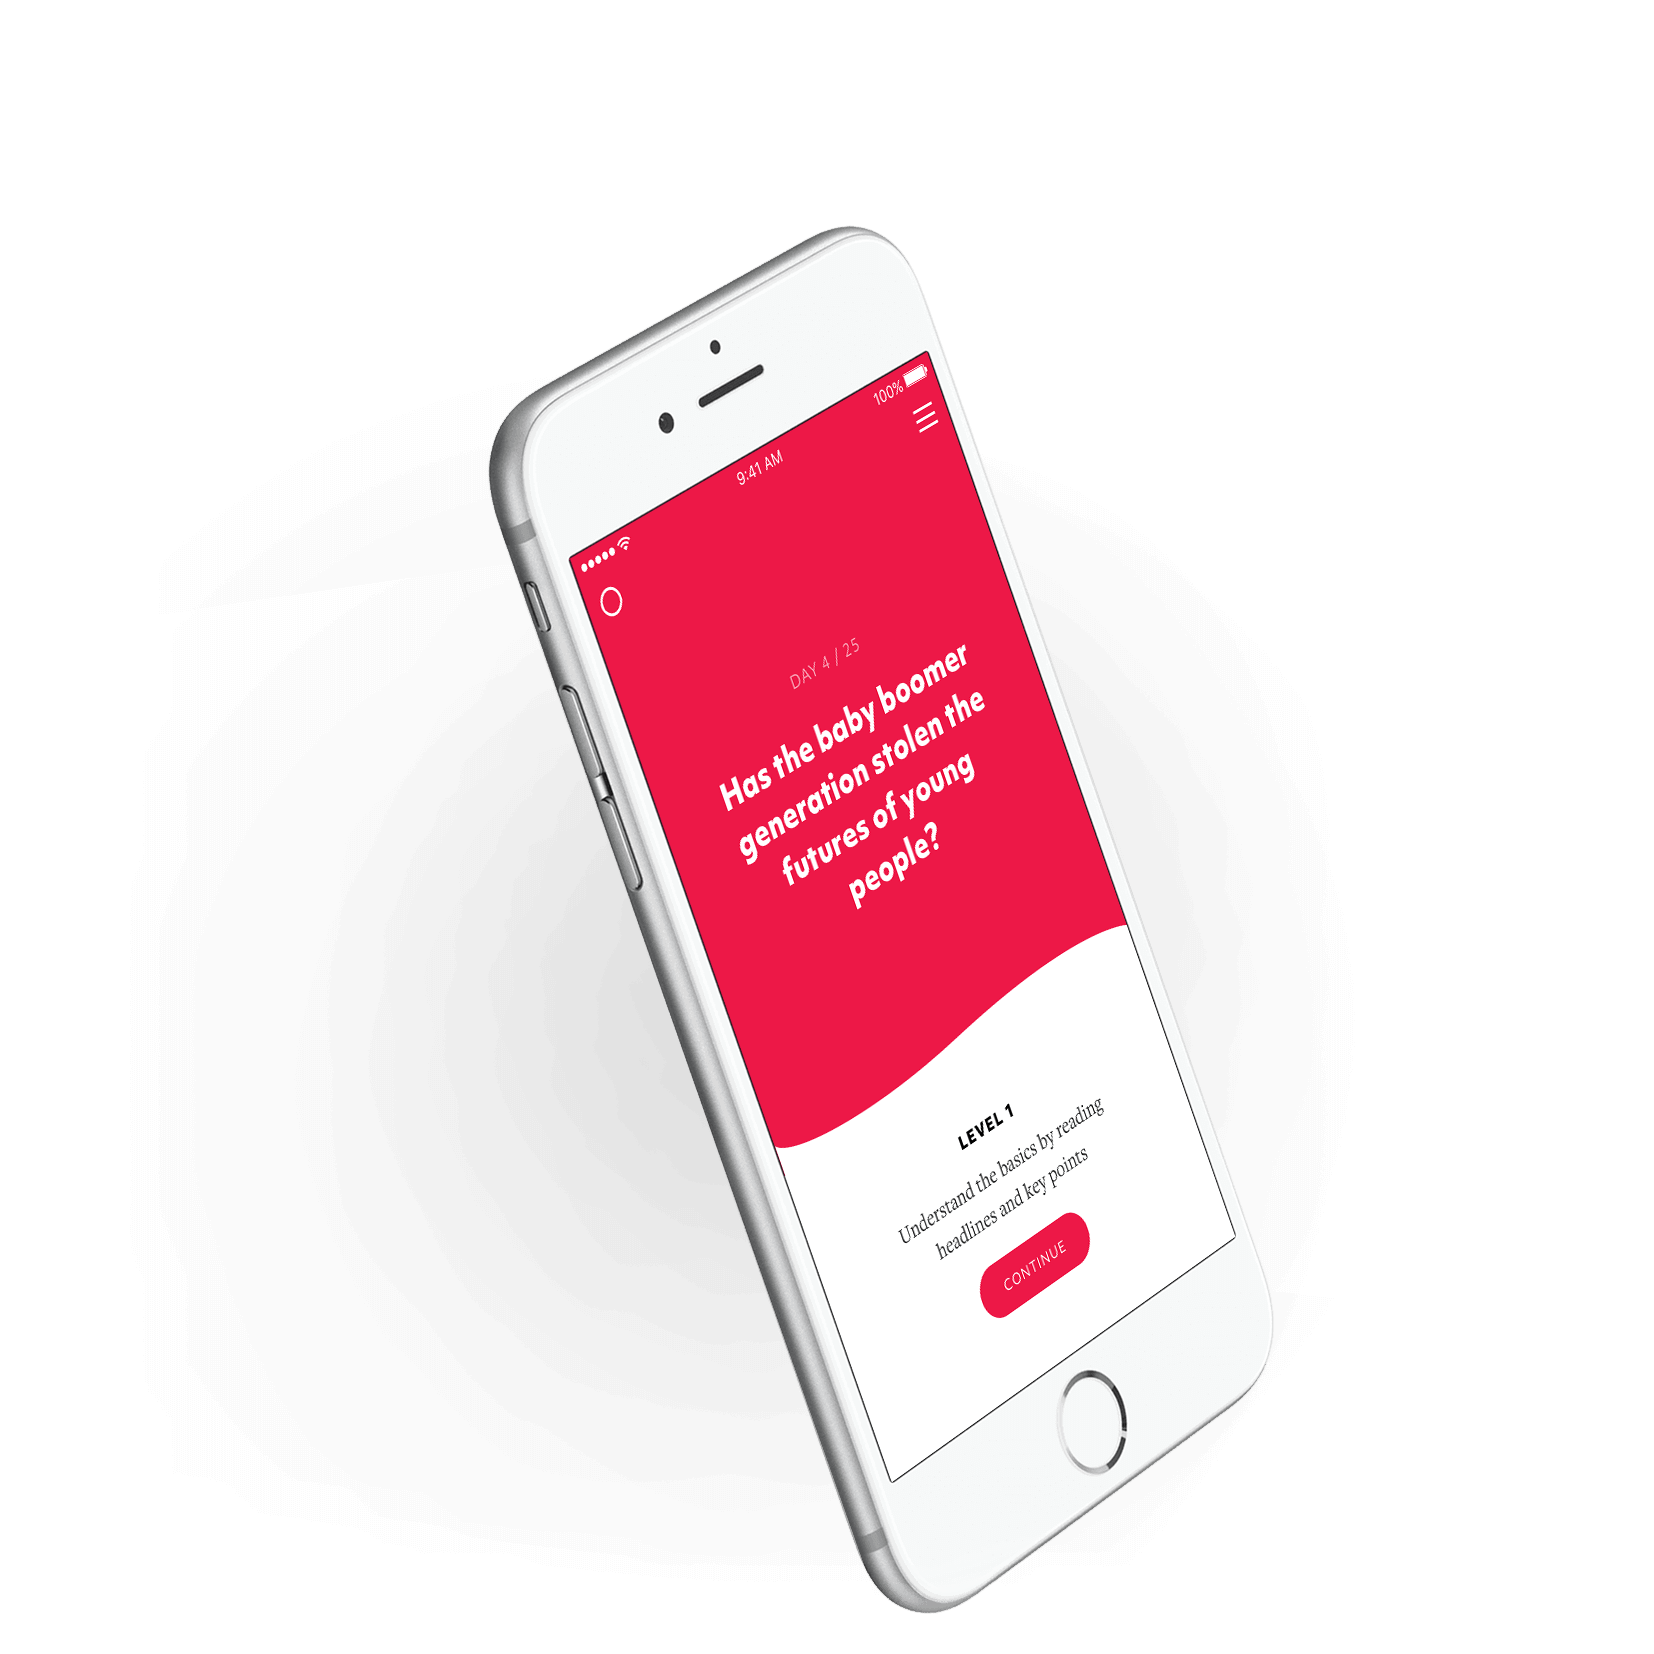 9:41 AM
100%
DAY 4 / 25
Has the baby boomer
generation stolen the
futures of young
people?
LEVEL 1
Understand the basics by reading
headlines and key points
CONTINUE